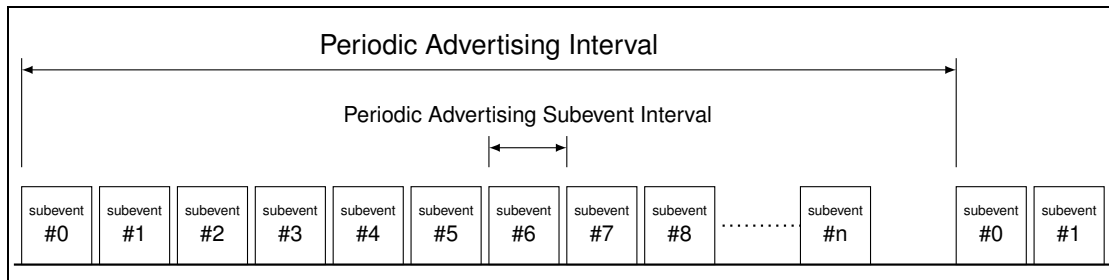 Periodic Advertising Interval
Periodic Advertising Subevent Interval
subevent subevent subevent subevent subevent subevent subevent subevent subevent subevent subevent subevent
#0 #1 #2 #3 #4 #5 #6 #7 #8 #n #0 #1